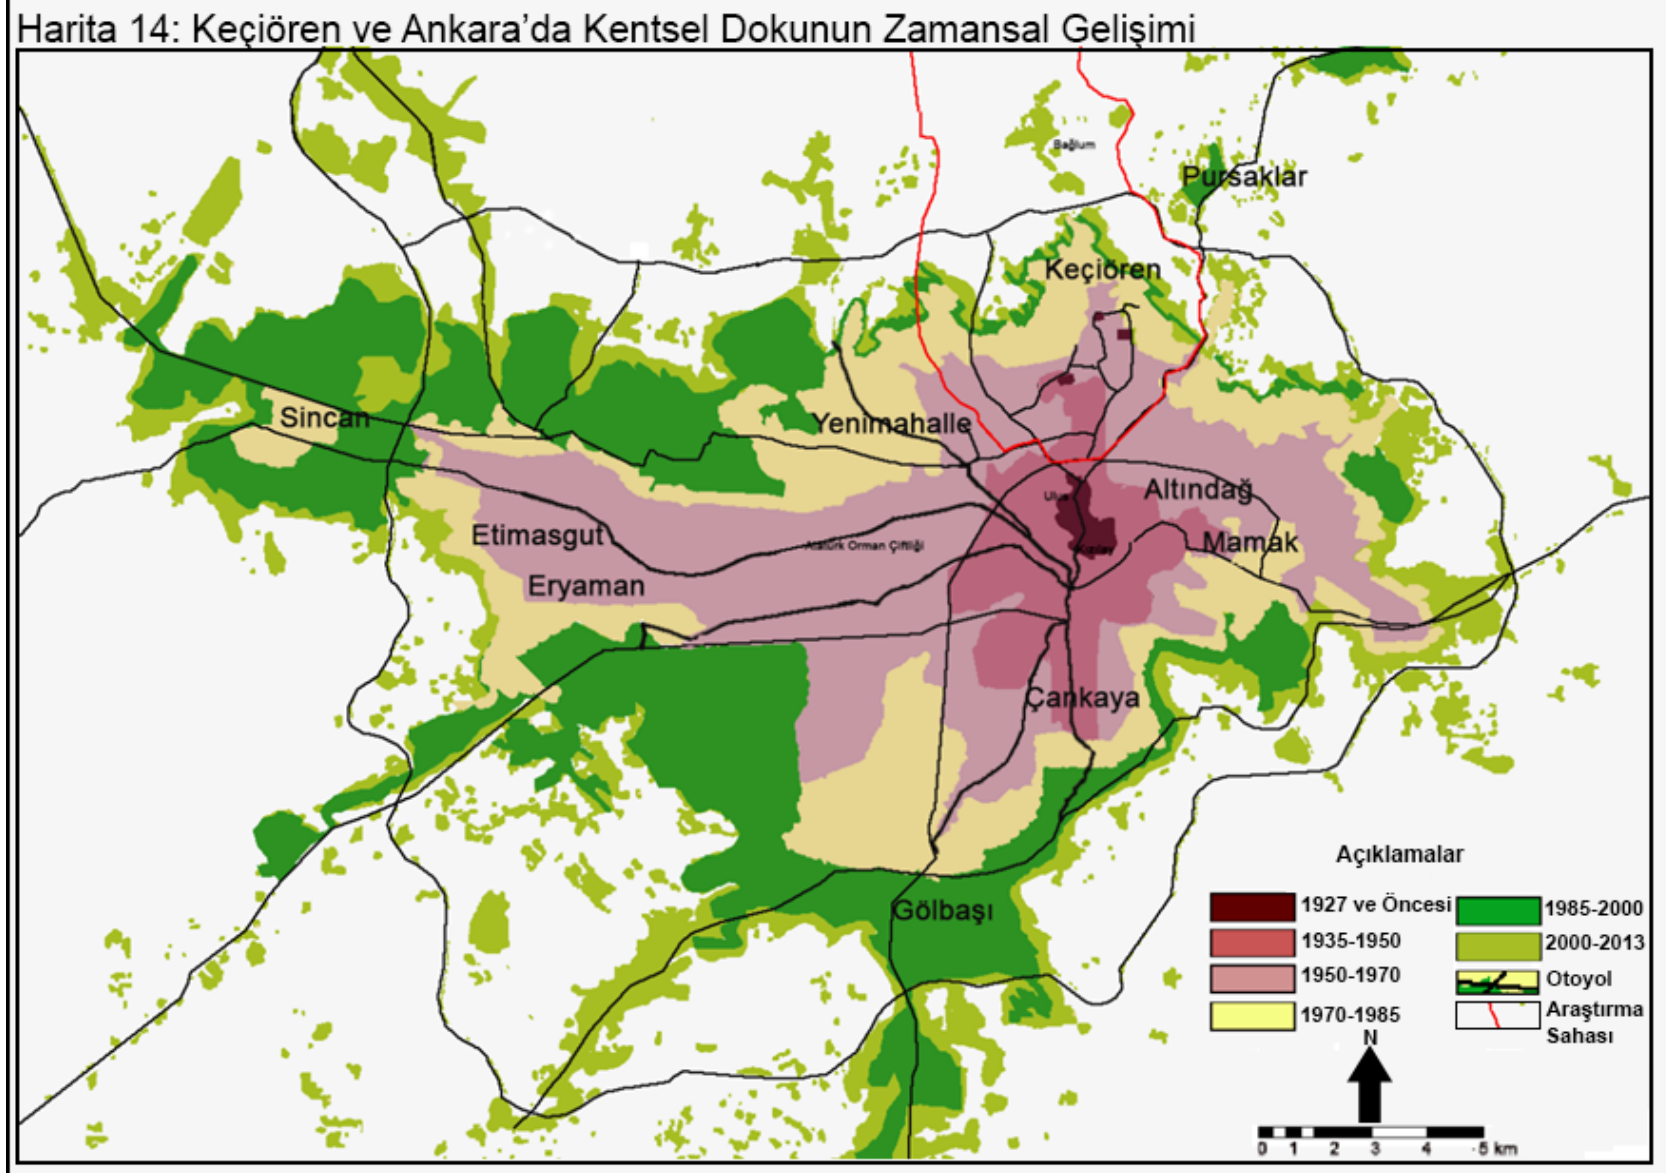 Harita 14: Keçiören ve Ankara'da Kentsel Dokunun Zamansal Gelişimi
Bağlum
Pursaklar
Keçiören
Sincan
Yenimahalle
Ulus
Altındağ
Etimasgut
Atatürk Orman Çiftliği
Kızılay
Mamak
Eryaman
Çankaya
Gölbaşı
Açıklamalar
1927 ve Öncesi
1935-1950
1950-1970
1970-1985
1985-2000
2000-2013
Otoyol
Araştırma
Sahası
N
0 1 2 3 4 5 km